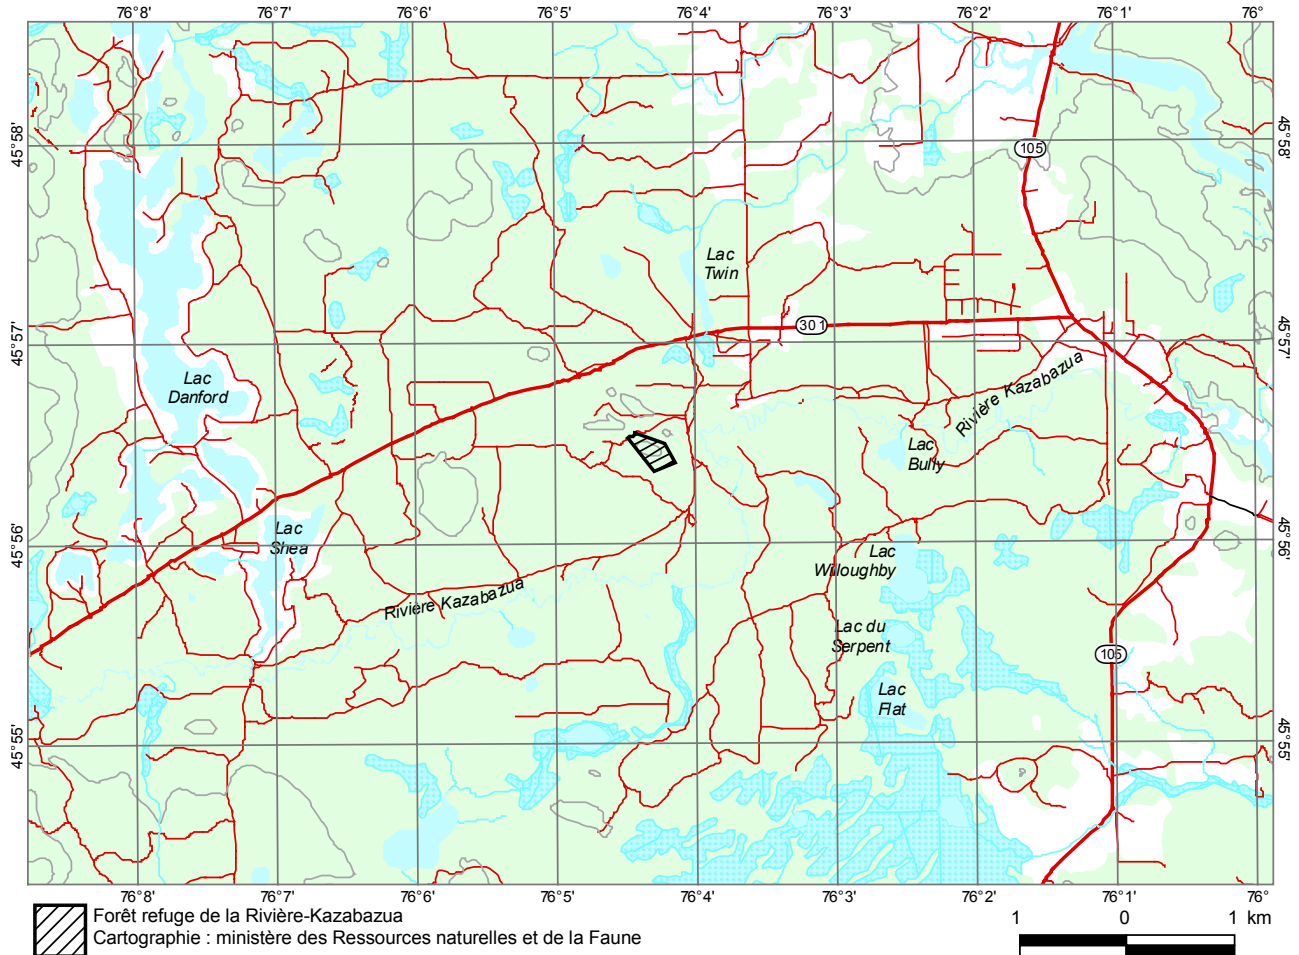 76°8' 76°7' 76°6' 76°5' 76°4' 76°3' 76°2' 76°1' 76°
45°58'
45°58'
105
Lac
Twin
301
45°57'
45°57'
Lac
Danford
Rivière Kazabazua
Lac
Bully
Lac
Shea
45°56'
45°56'
Lac
Willoughby
Rivière Kazabazua
Lac du
Serpent
105
Lac
Flat
45°55'
45°55'
76°8' 76°7' 76°6' 76°5' 76°4' 76°3' 76°2' 76°1' 76°
Forêt refuge de la Rivière-Kazabazua
Cartographie : ministère des Ressources naturelles et de la Faune
1 0 1 km